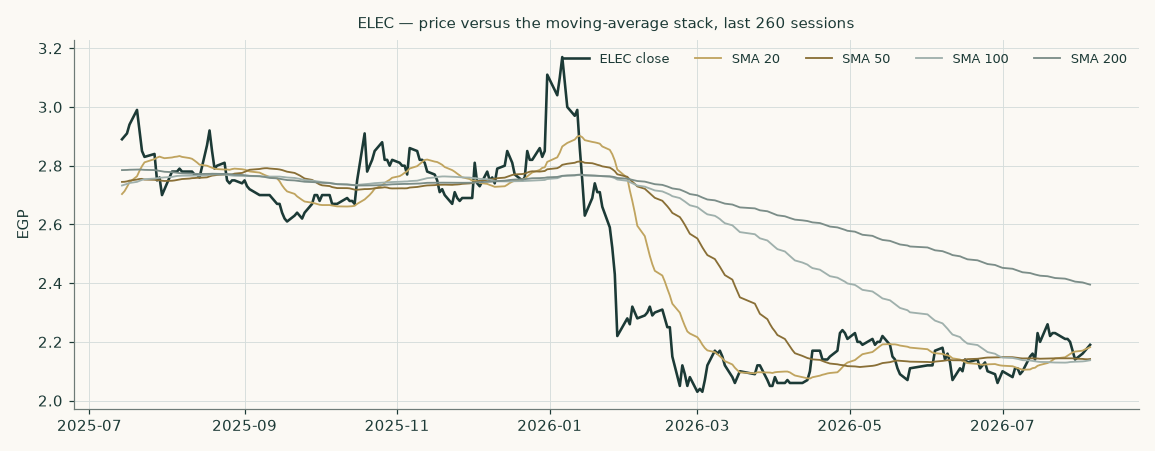 ELEC — price versus the moving-average stack, last 260 sessions
ELEC close
SMA 20
SMA 50
SMA 100
SMA 200
EGP
3.2
3.0
2.8
2.6
2.4
2.2
2.0
2025-07
2025-09
2025-11
2026-01
2026-03
2026-05
2026-07